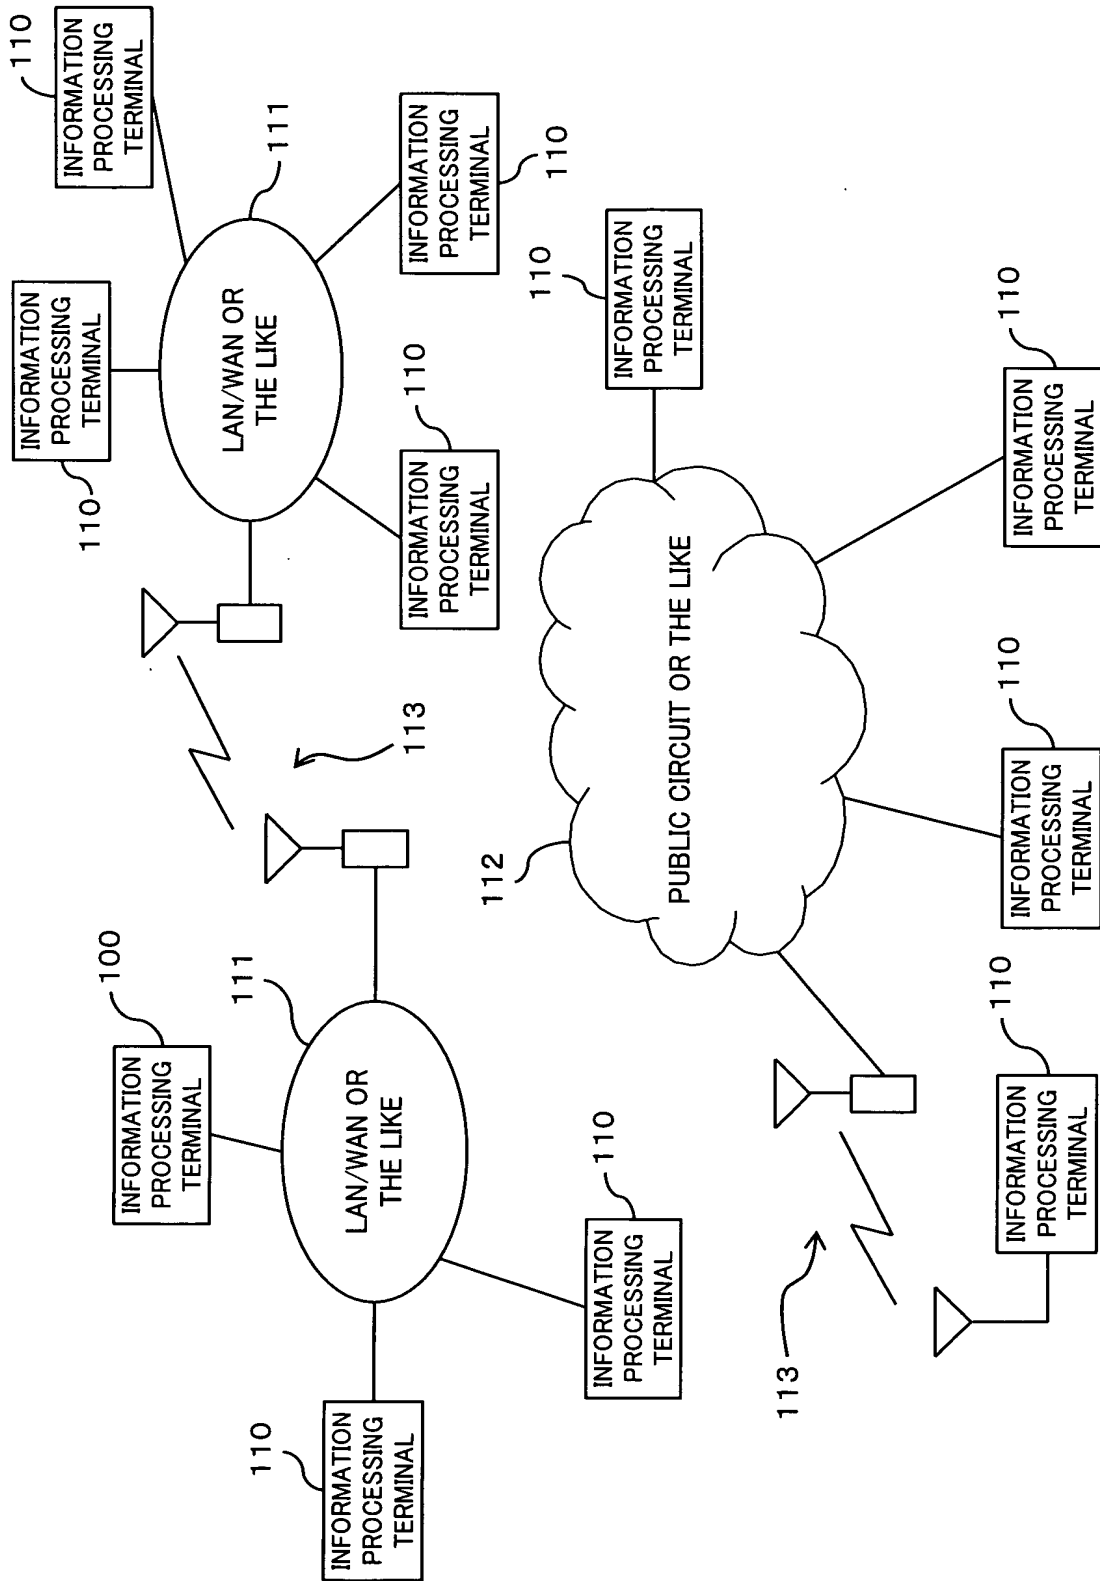 100
INFORMATION
PROCESSING
TERMINAL
111
LAN/WAN OR
THE LIKE
110
INFORMATION
PROCESSING
TERMINAL
110
INFORMATION
PROCESSING
TERMINAL
113
110
INFORMATION
PROCESSING
TERMINAL
110
INFORMATION
PROCESSING
TERMINAL
111
LAN/WAN OR
THE LIKE
110
INFORMATION
PROCESSING
TERMINAL
110
INFORMATION
PROCESSING
TERMINAL
112
PUBLIC CIRCUIT OR THE LIKE
110
INFORMATION
PROCESSING
TERMINAL
113
110
INFORMATION
PROCESSING
TERMINAL
110
INFORMATION
PROCESSING
TERMINAL
110
INFORMATION
PROCESSING
TERMINAL